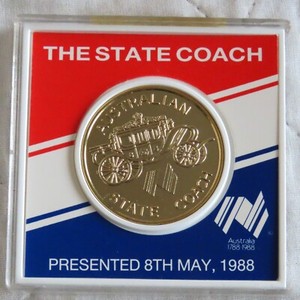 THE STATE COACH
AUSTRALIAN
STATE COACH
Australia
1788 1988
PRESENTED 8TH MAY, 1988